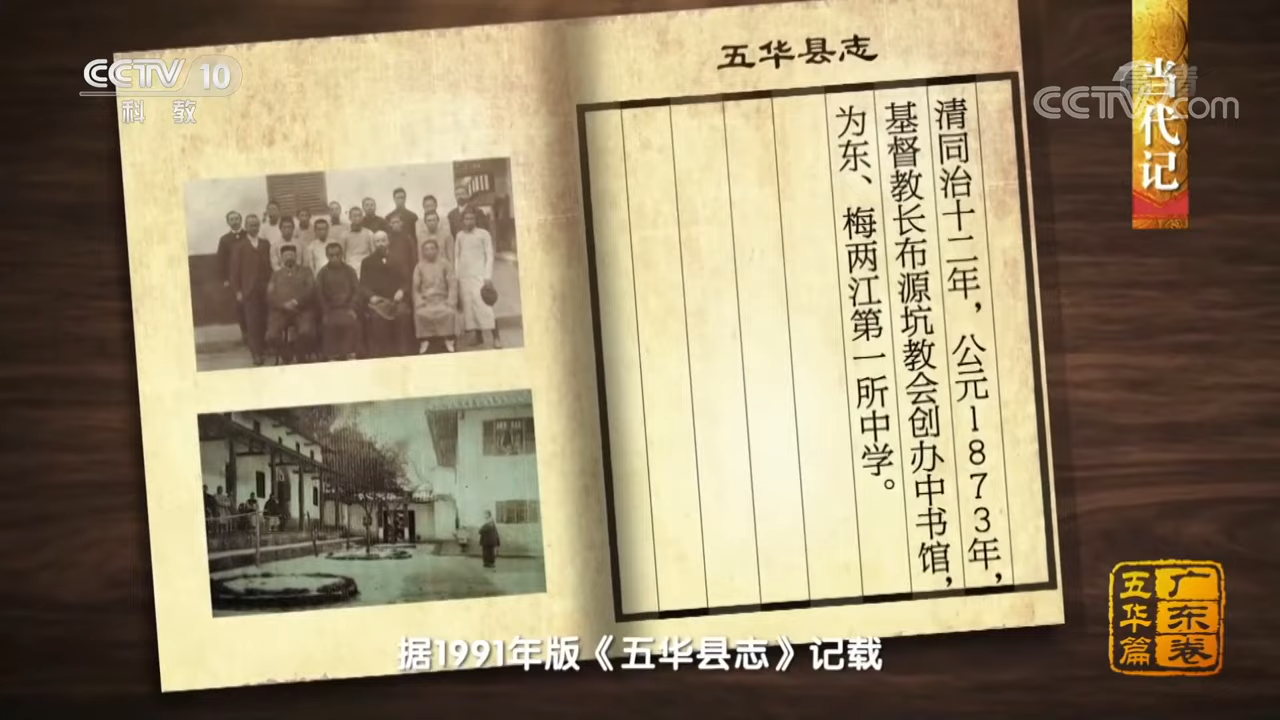 CCTV 10
科教
五华县志
清同治十二年，公元1873年，
基督教长布源坑教会创办中书馆，
为东、梅两江第一所中学。
CCTV.com
当代记
广东卷
五华篇
据1991年版《五华县志》记载